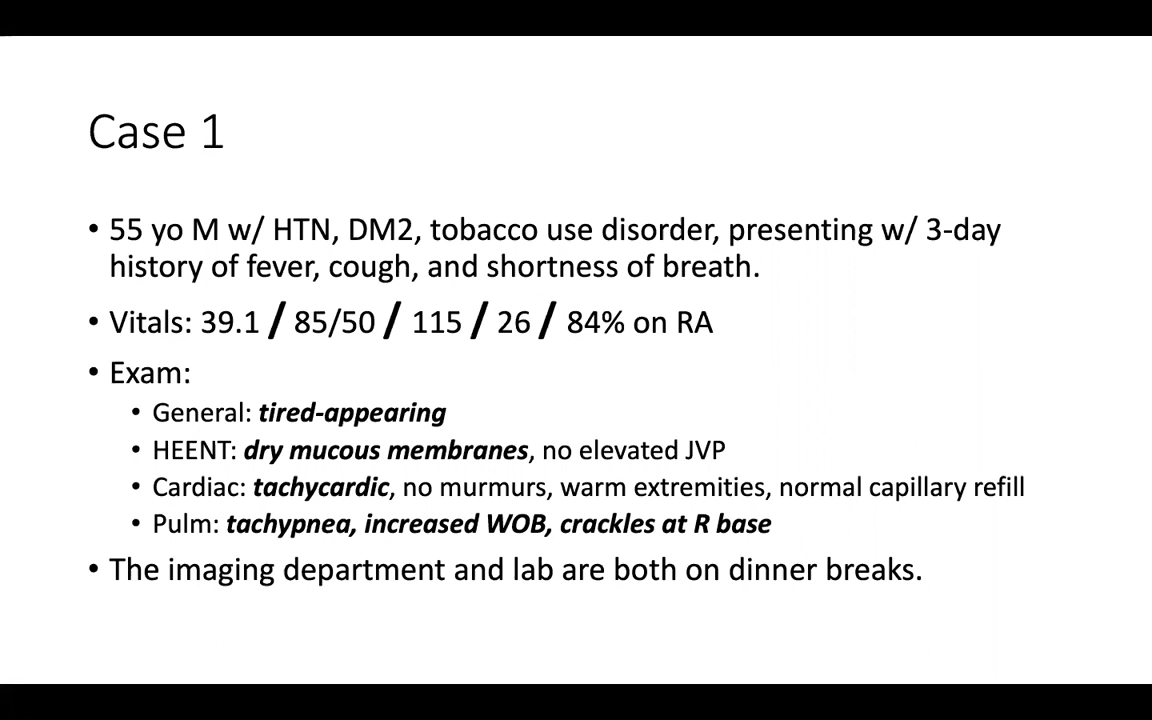 Case 1
• 55 yo M w/ HTN, DM2, tobacco use disorder, presenting w/ 3-day
history of fever, cough, and shortness of breath.
• Vitals: 39.1 / 85/50 / 115 / 26 / 84% on RA
• Exam:
• General: tired-appearing
• HEENT: dry mucous membranes, no elevated JVP
• Cardiac: tachycardic, no murmurs, warm extremities, normal capillary refill
• Pulm: tachypnea, increased WOB, crackles at R base
• The imaging department and lab are both on dinner breaks.